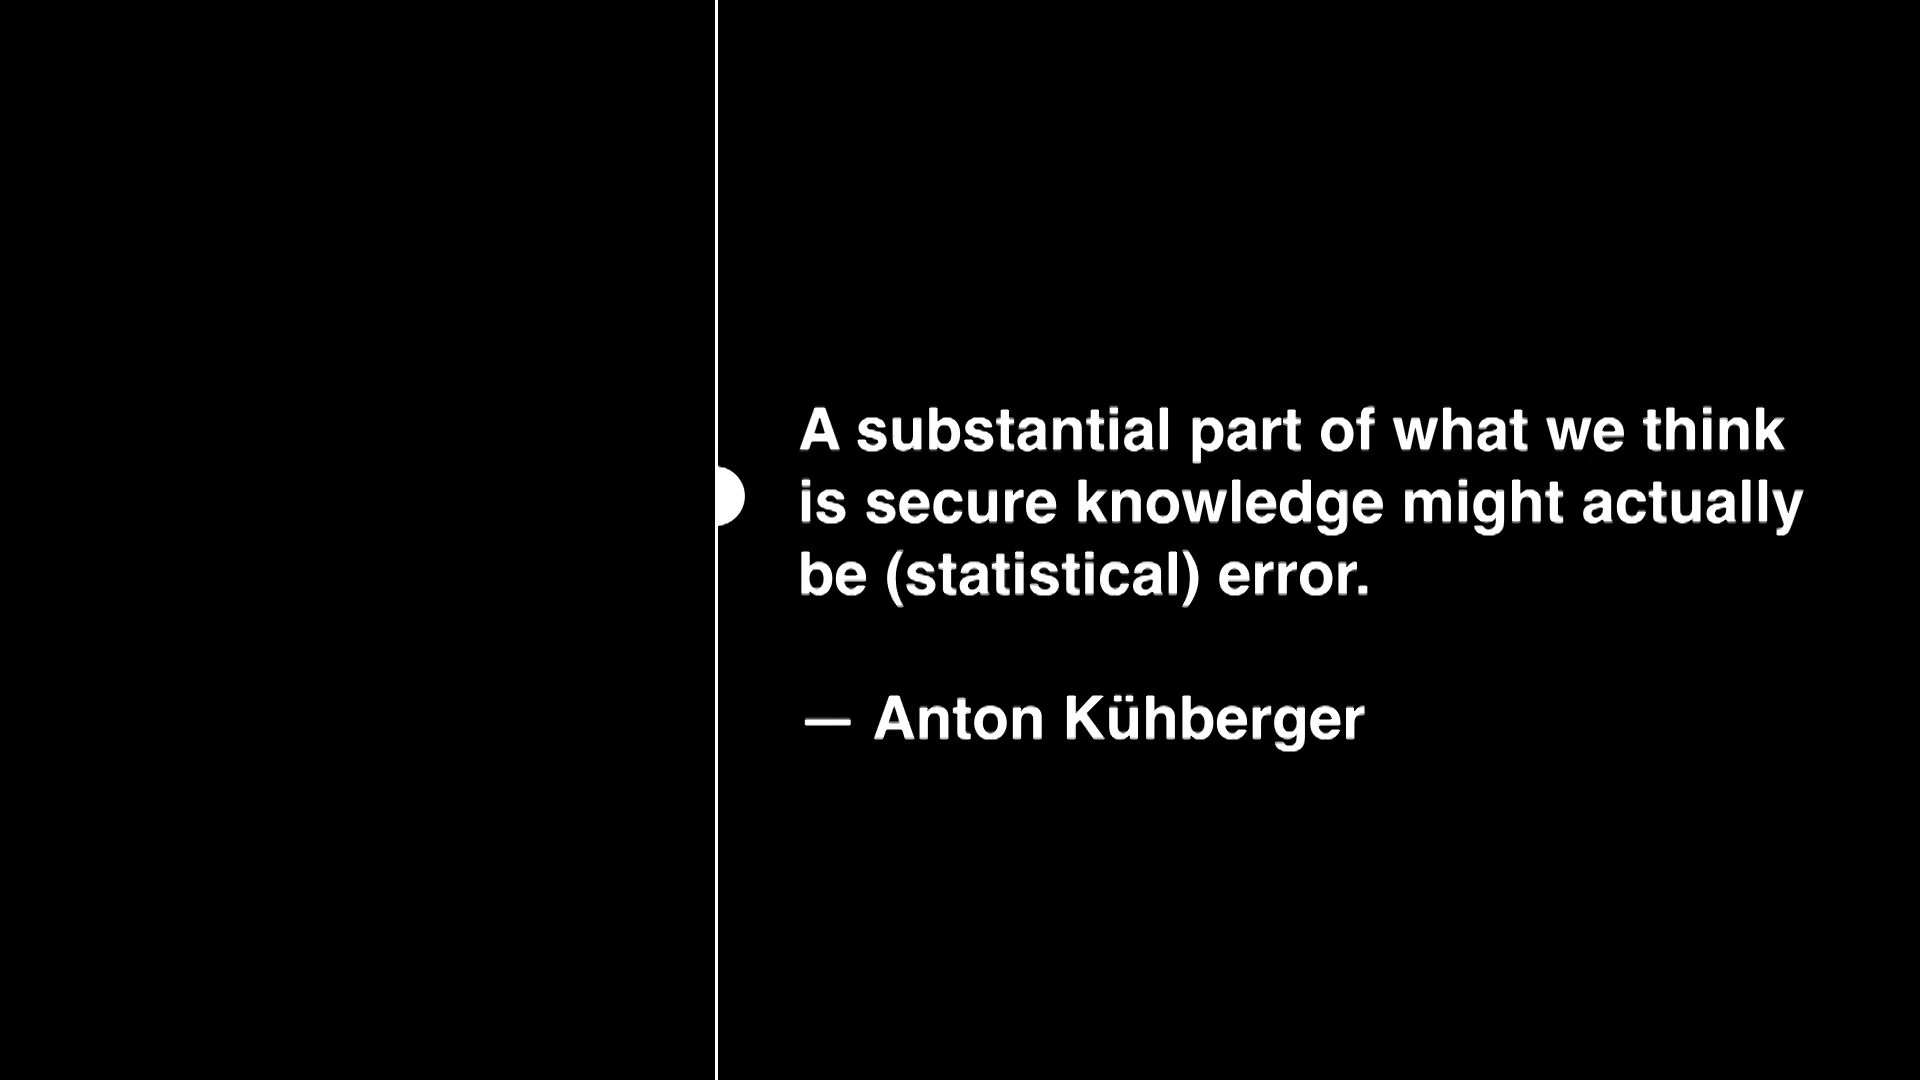 A substantial part of what we think
is secure knowledge might actually
be (statistical) error.
— Anton Kühberger